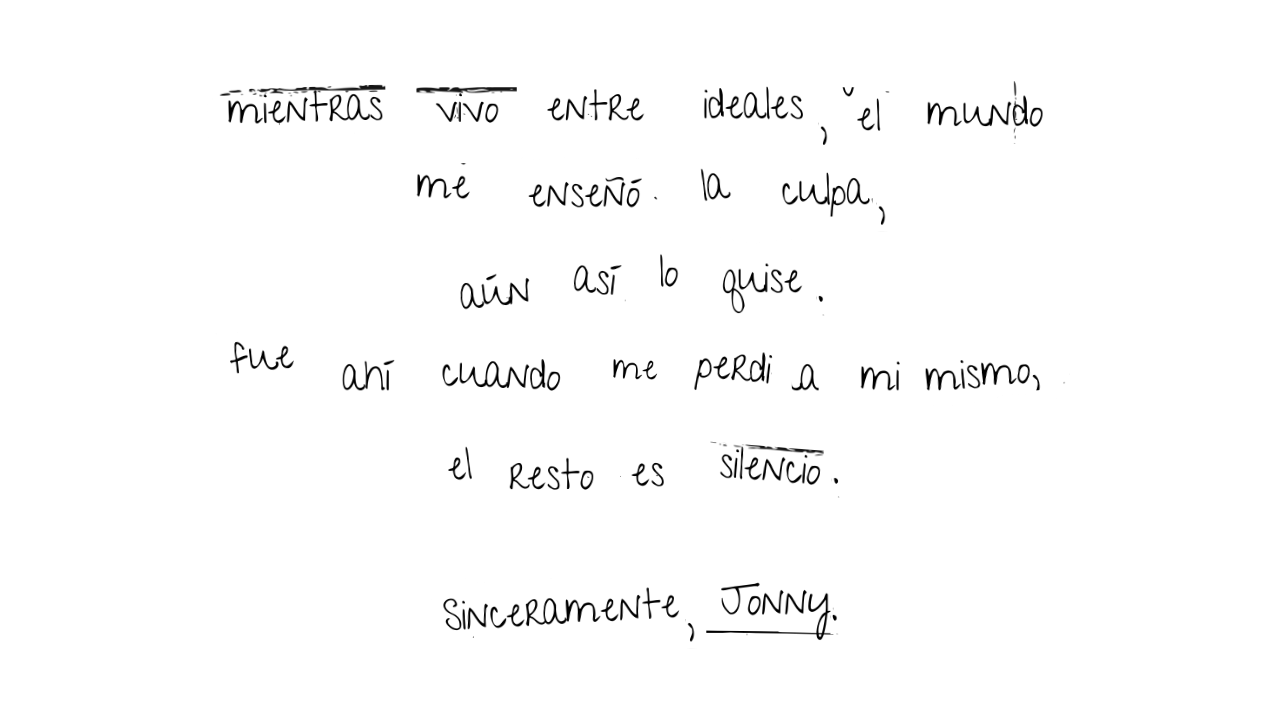 mientras vivo entre ideales, el mundo
me enseñó la culpa,
aún así lo quise.
fue ahí cuando me perdi a mi mismo,
el resto es silencio.
sinceramente, Jonny.